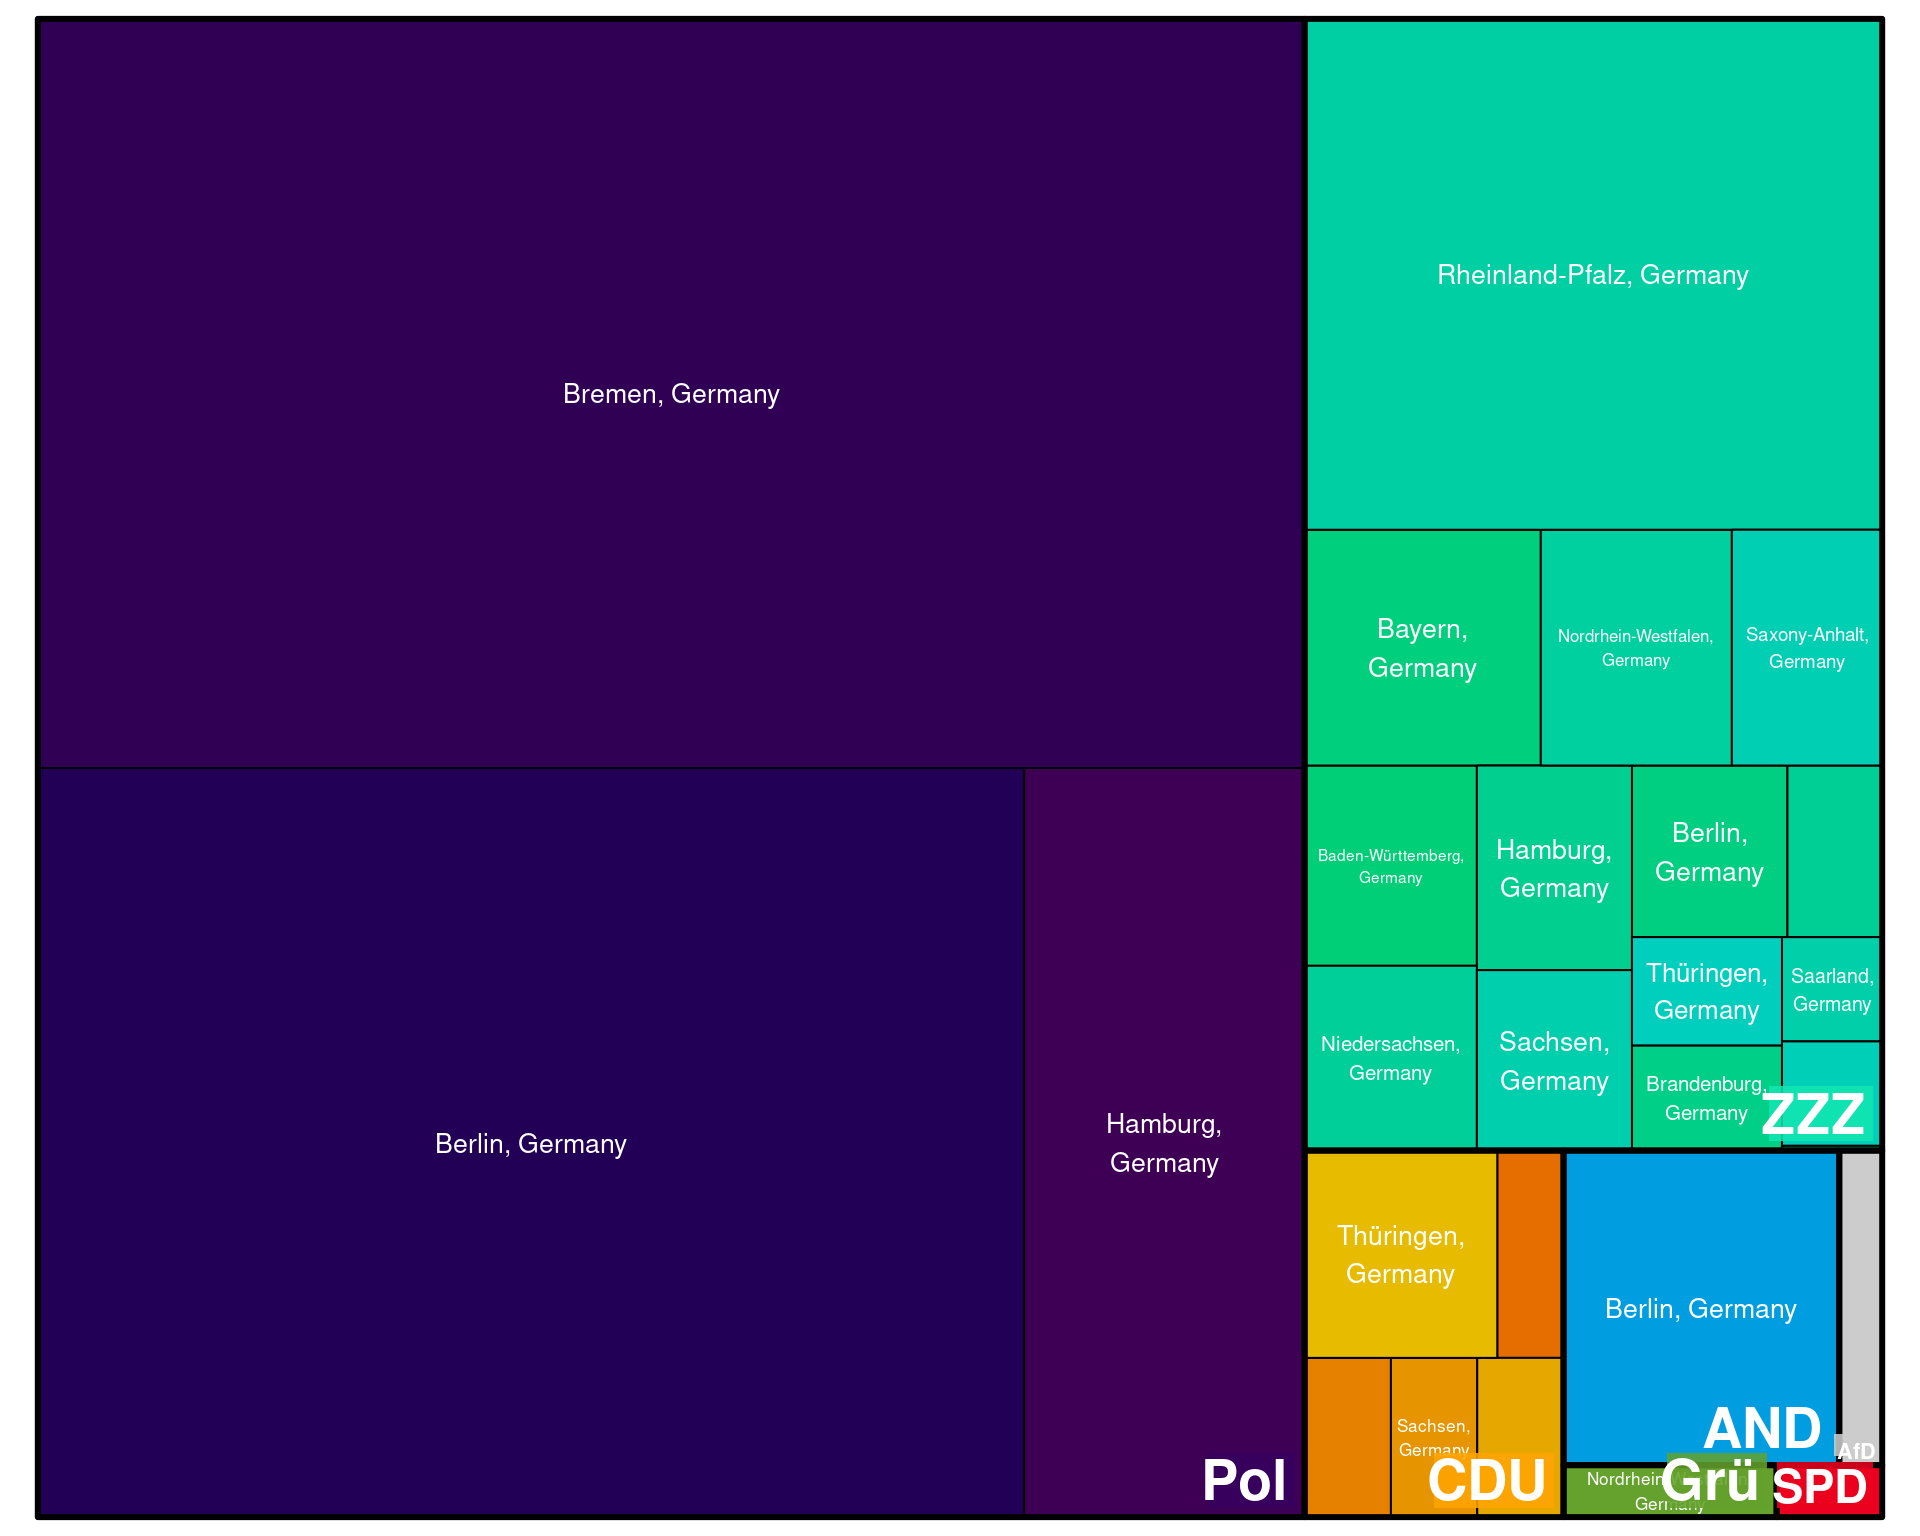 Bremen, Germany
Berlin, Germany
Hamburg,
Germany
Pol
Rheinland-Pfalz, Germany
Bayern,
Germany
Nordrhein-Westfalen,
Germany
Saxony-Anhalt,
Germany
Baden-Württemberg,
Germany
Hamburg,
Germany
Berlin,
Germany
Niedersachsen,
Germany
Sachsen,
Germany
Thüringen,
Germany
Saarland,
Germany
Brandenburg,
Germany
ZZZ
Thüringen,
Germany
Sachsen,
Germany
CDU
Berlin, Germany
AND
AfD
Germany
Grü
SPD